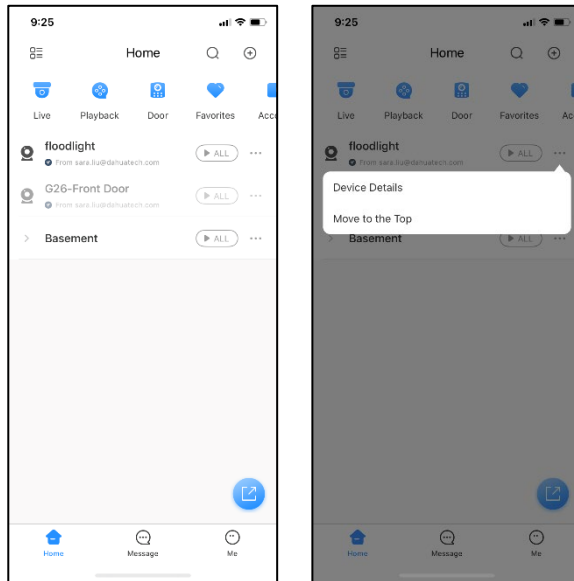 9:25
Home
Live Playback Door Favorites Acc
floodlight
From sara.liu@dahuatech.com
ALL
G26-Front Door
From sara.liu@dahuatech.com
ALL
Basement
ALL
Home Message Me
9:25
Home
Live Playback Door Favorites Acc
floodlight
From sara.liu@dahuatech.com
ALL
Device Details
Move to the Top
Basement
ALL
Home Message Me